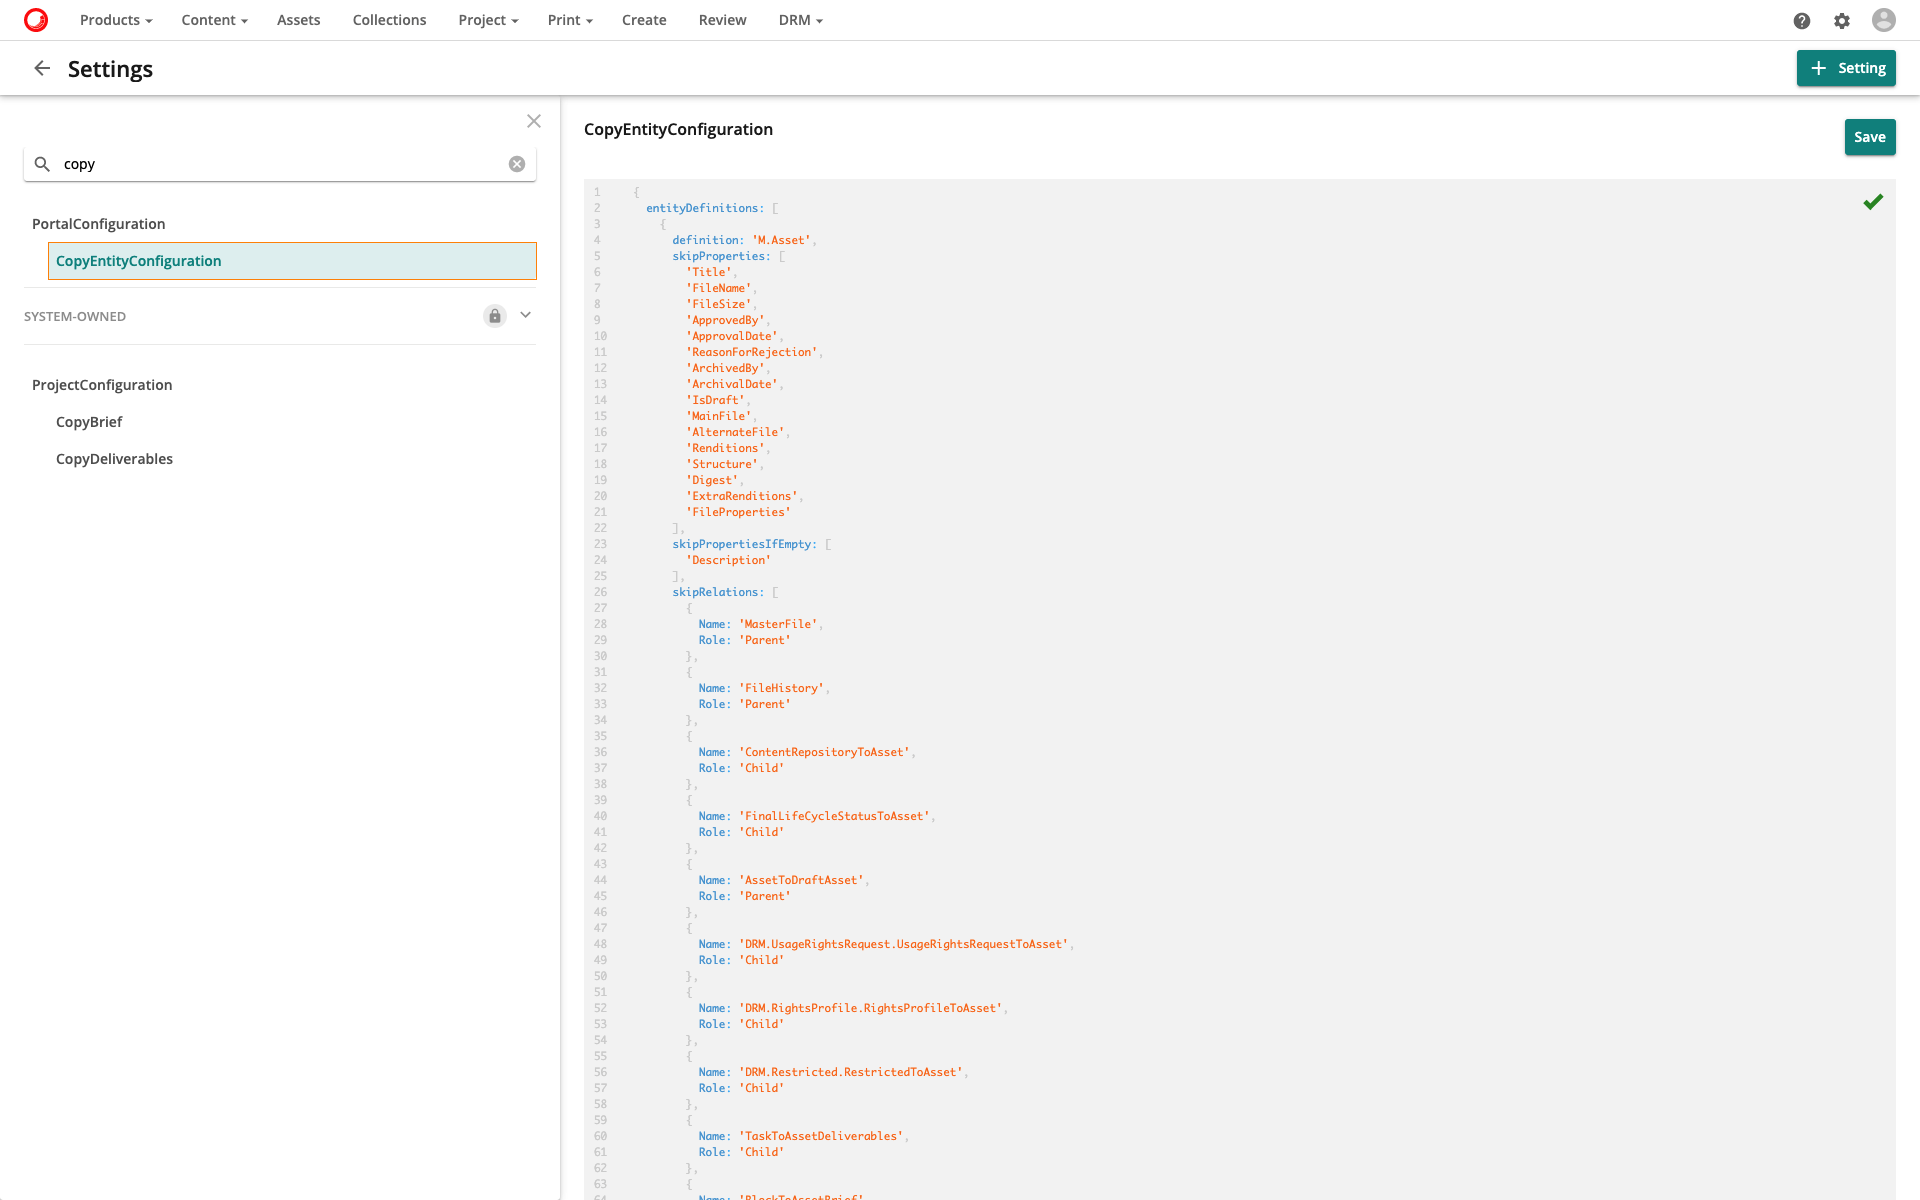 Products Content Assets Collections Project Print Create Review DRM
Settings
Setting
copy
PortalConfiguration
CopyEntityConfiguration
SYSTEM-OWNED
ProjectConfiguration
CopyBrief
CopyDeliverables
CopyEntityConfiguration
Save
1 {
2 entityDefinitions: [
3 {
4 definition: 'M.Asset',
5 skipProperties: [
6 'Title',
7 'FileName',
8 'FileSize',
9 'ApprovedBy',
10 'ApprovalDate',
11 'ReasonForRejection',
12 'ArchivedBy',
13 'ArchivalDate',
14 'IsDraft',
15 'MainFile',
16 'AlternateFile',
17 'Renditions',
18 'Structure',
19 'Digest',
20 'ExtraRenditions',
21 'FileProperties'
22 ],
23 skipPropertiesIfEmpty: [
24 'Description'
25 ],
26 skipRelations: [
27 {
28 Name: 'MasterFile',
29 Role: 'Parent'
30 },
31 {
32 Name: 'FileHistory',
33 Role: 'Parent'
34 },
35 {
36 Name: 'ContentRepositoryToAsset',
37 Role: 'Child'
38 },
39 {
40 Name: 'FinalLifeCycleStatusToAsset',
41 Role: 'Child'
42 },
43 {
44 Name: 'AssetToDraftAsset',
45 Role: 'Parent'
46 },
47 {
48 Name: 'DRM.UsageRightsRequest.UsageRightsRequestToAsset',
49 Role: 'Child'
50 },
51 {
52 Name: 'DRM.RightsProfile.RightsProfileToAsset',
53 Role: 'Child'
54 },
55 {
56 Name: 'DRM.Restricted.RestrictedToAsset',
57 Role: 'Child'
58 },
59 {
60 Name: 'TaskToAssetDeliverables',
61 Role: 'Child'
62 },
63 {
64 Name: 'BlockToAssetBrief'